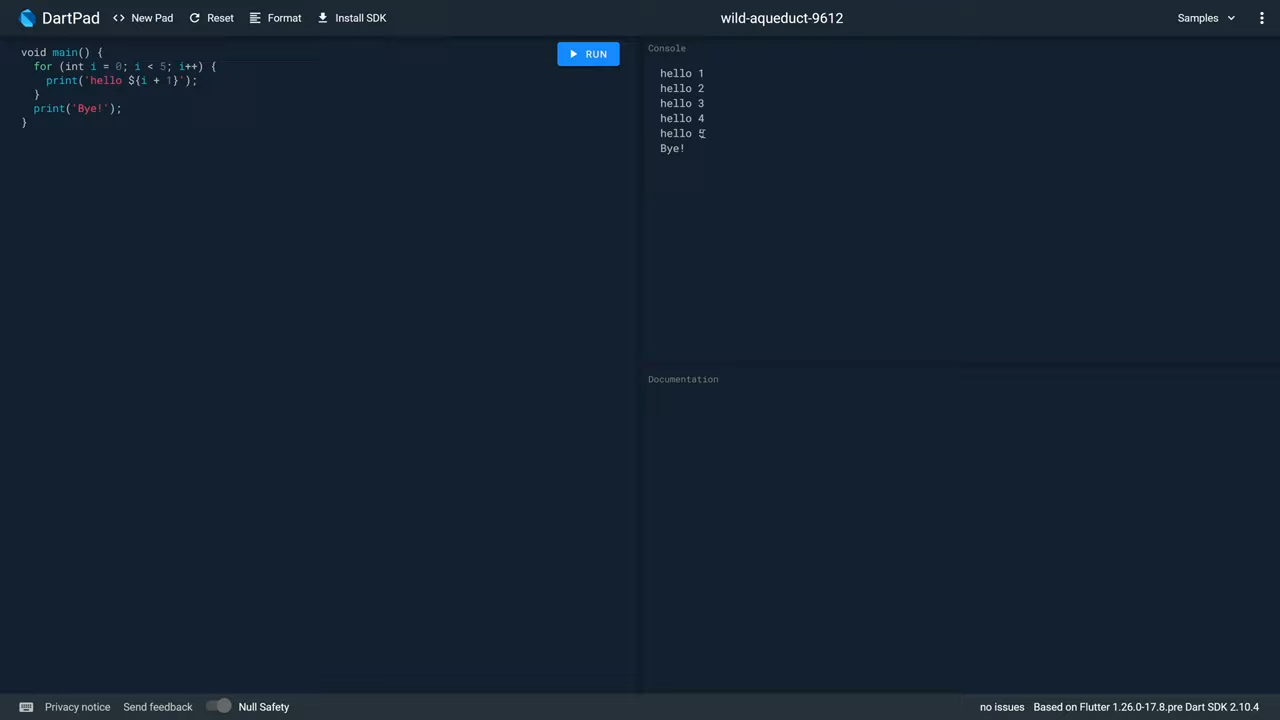 DartPad <> New Pad Reset Format Install SDK wild-aqueduct-9612 Samples
void main() {
  for (int i = 0; i < 5; i++) {
    print('hello ${i + 1}');
  }
  print('Bye!');
}
RUN
Console
hello 1
hello 2
hello 3
hello 4
hello 5
Bye!
Documentation
Privacy notice Send feedback Null Safety no issues Based on Flutter 1.26.0-17.8.pre Dart SDK 2.10.4